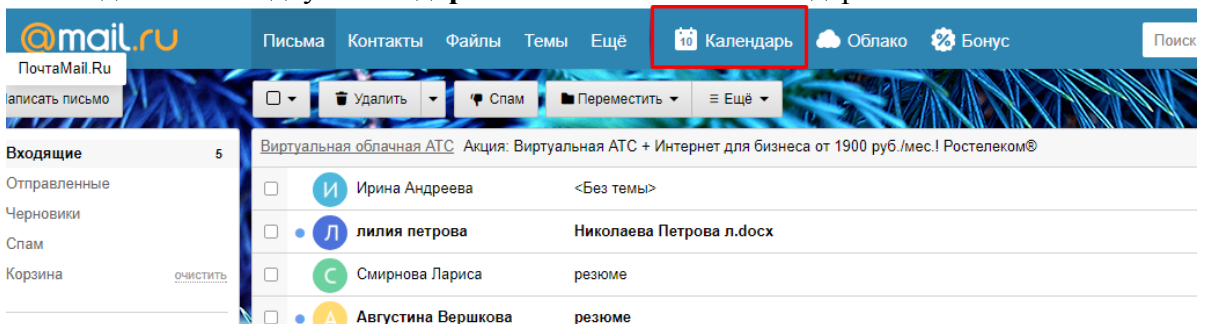 @mail.ru Письма Контакты Файлы Темы Ещё 10 Календарь Облако % Бонус Поиск
ПочтаMail.Ru
письмо Удалить Спам Переместить Ещё
Виртуальная облачная АТС Акция: Виртуальная АТС + Интернет для бизнеса от 1900 руб./мес.! Ростелеком®
Входящие 5
Отправленные
Черновики
Спам
Корзина очистить
И Ирина Андреева <Без темы>
Л лилия петрова Николаева Петрова л.docx
С Смирнова Лариса резюме
А Августина Вершкова резюме